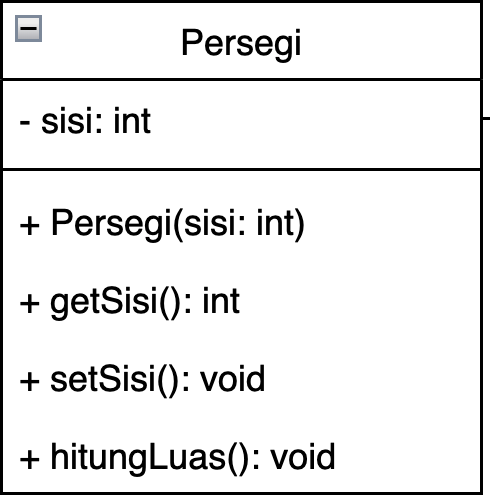 Persegi
- sisi: int
+ Persegi(sisi: int)
+ getSisi(): int
+ setSisi(): void
+ hitungLuas(): void